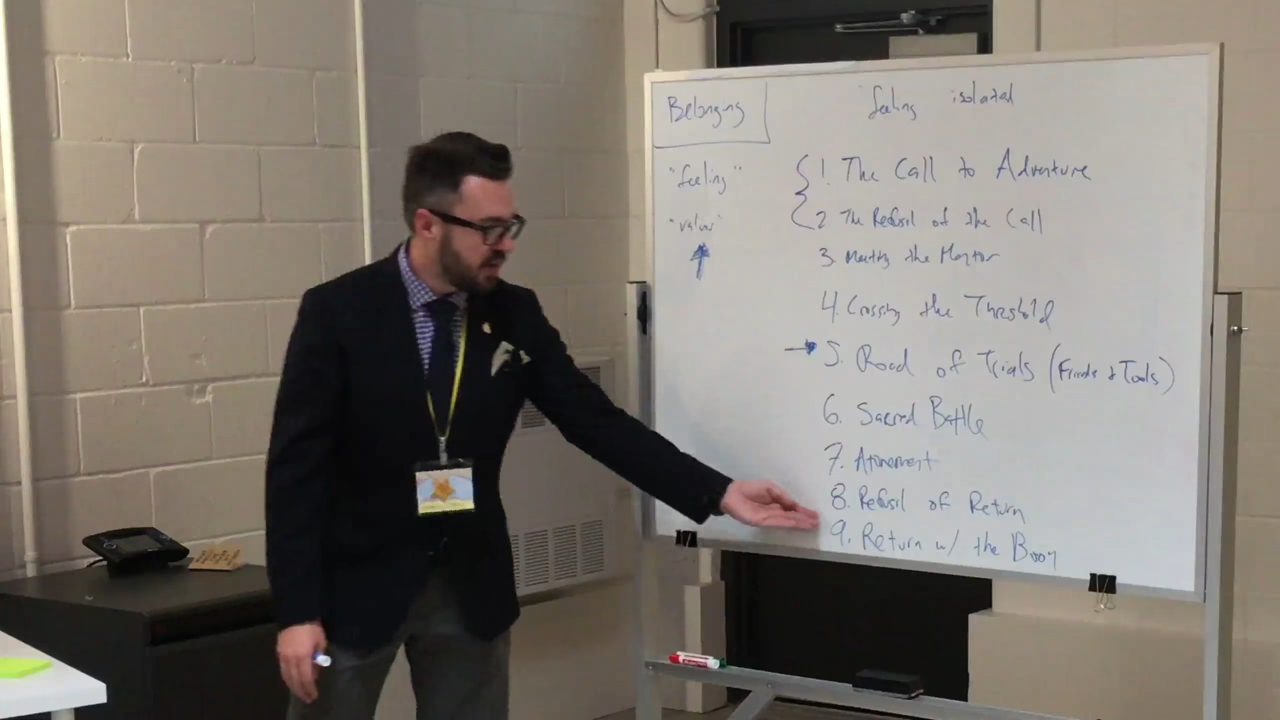 Belonging
feeling isolated
"feeling"
"value"
1. The Call to Adventure
2 The Refusil of the Call
3. Meeting the Mentor
4. Crossing the Threshold
5. Road of Trials (Friends & Tools)
6. Sacred Battle
7. Atonement
8. Refusil of Return
9. Return w/ the Boon